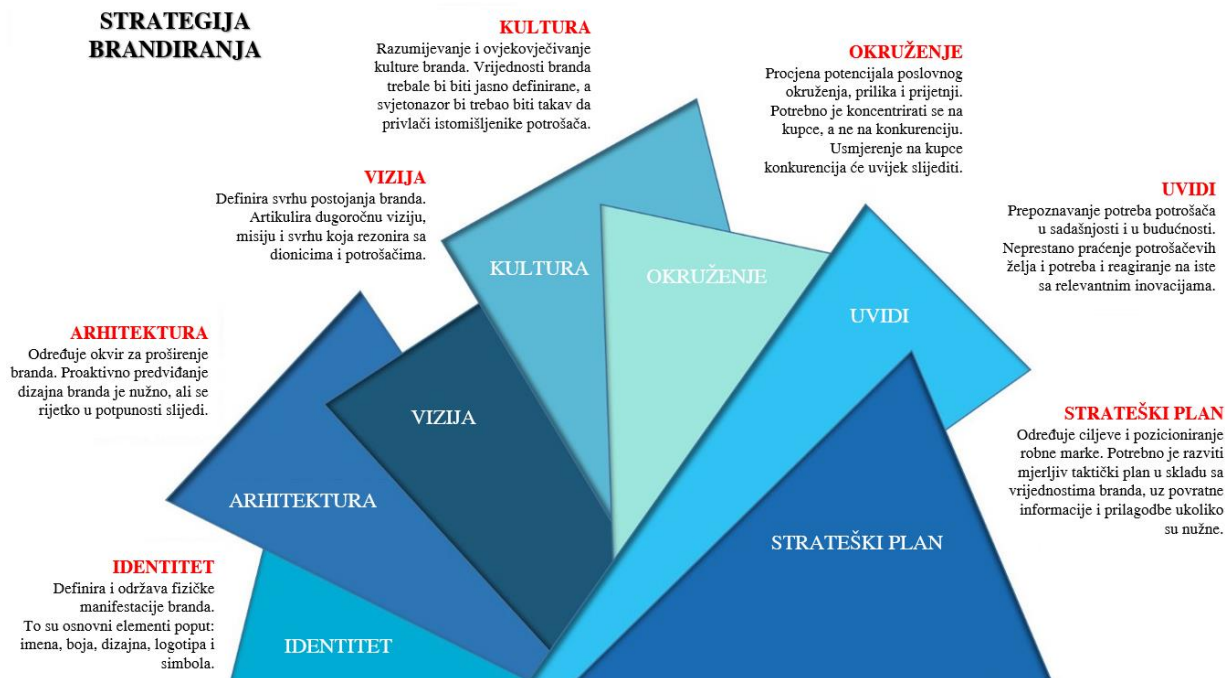 STRATEGIJA
BRANDIRANJA
KULTURA
Razumijevanje i ovjekovječivanje
kulture branda. Vrijednosti branda
trebale bi biti jasno definirane, a
svjetonazor bi trebao biti takav da
privlači istomišljenike potrošača.
OKRUŽENJE
Procjena potencijala poslovnog
okruženja, prilika i prijetnji.
Potrebno je koncentrirati se na
kupce, a ne na konkurenciju.
Usmjerenje na kupce
konkurencija će uvijek slijediti.
VIZIJA
Definira svrhu postojanja branda.
Artikulira dugoročnu viziju,
misiju i svrhu koja rezonira sa
dionicima i potrošačima.
UVIDI
Prepoznavanje potreba potrošača
u sadašnjosti i u budućnosti.
Neprestano praćenje potrošačevih
želja i potreba i reagiranje na iste
sa relevantnim inovacijama.
ARHITEKTURA
Određuje okvir za proširenje
branda. Proaktivno predviđanje
dizajna branda je nužno, ali se
rijetko u potpunosti slijedi.
STRATEŠKI PLAN
Određuje ciljeve i pozicioniranje
robne marke. Potrebno je razviti
mjerljiv taktički plan u skladu sa
vrijednostima branda, uz povratne
informacije i prilagodbe ukoliko
su nužne.
IDENTITET
Definira i održava fizičke
manifestacije branda.
To su osnovni elementi poput:
imena, boja, dizajna, logotipa i
simbola.
KULTURA
OKRUŽENJE
UVIDI
VIZIJA
ARHITEKTURA
STRATEŠKI PLAN
IDENTITET